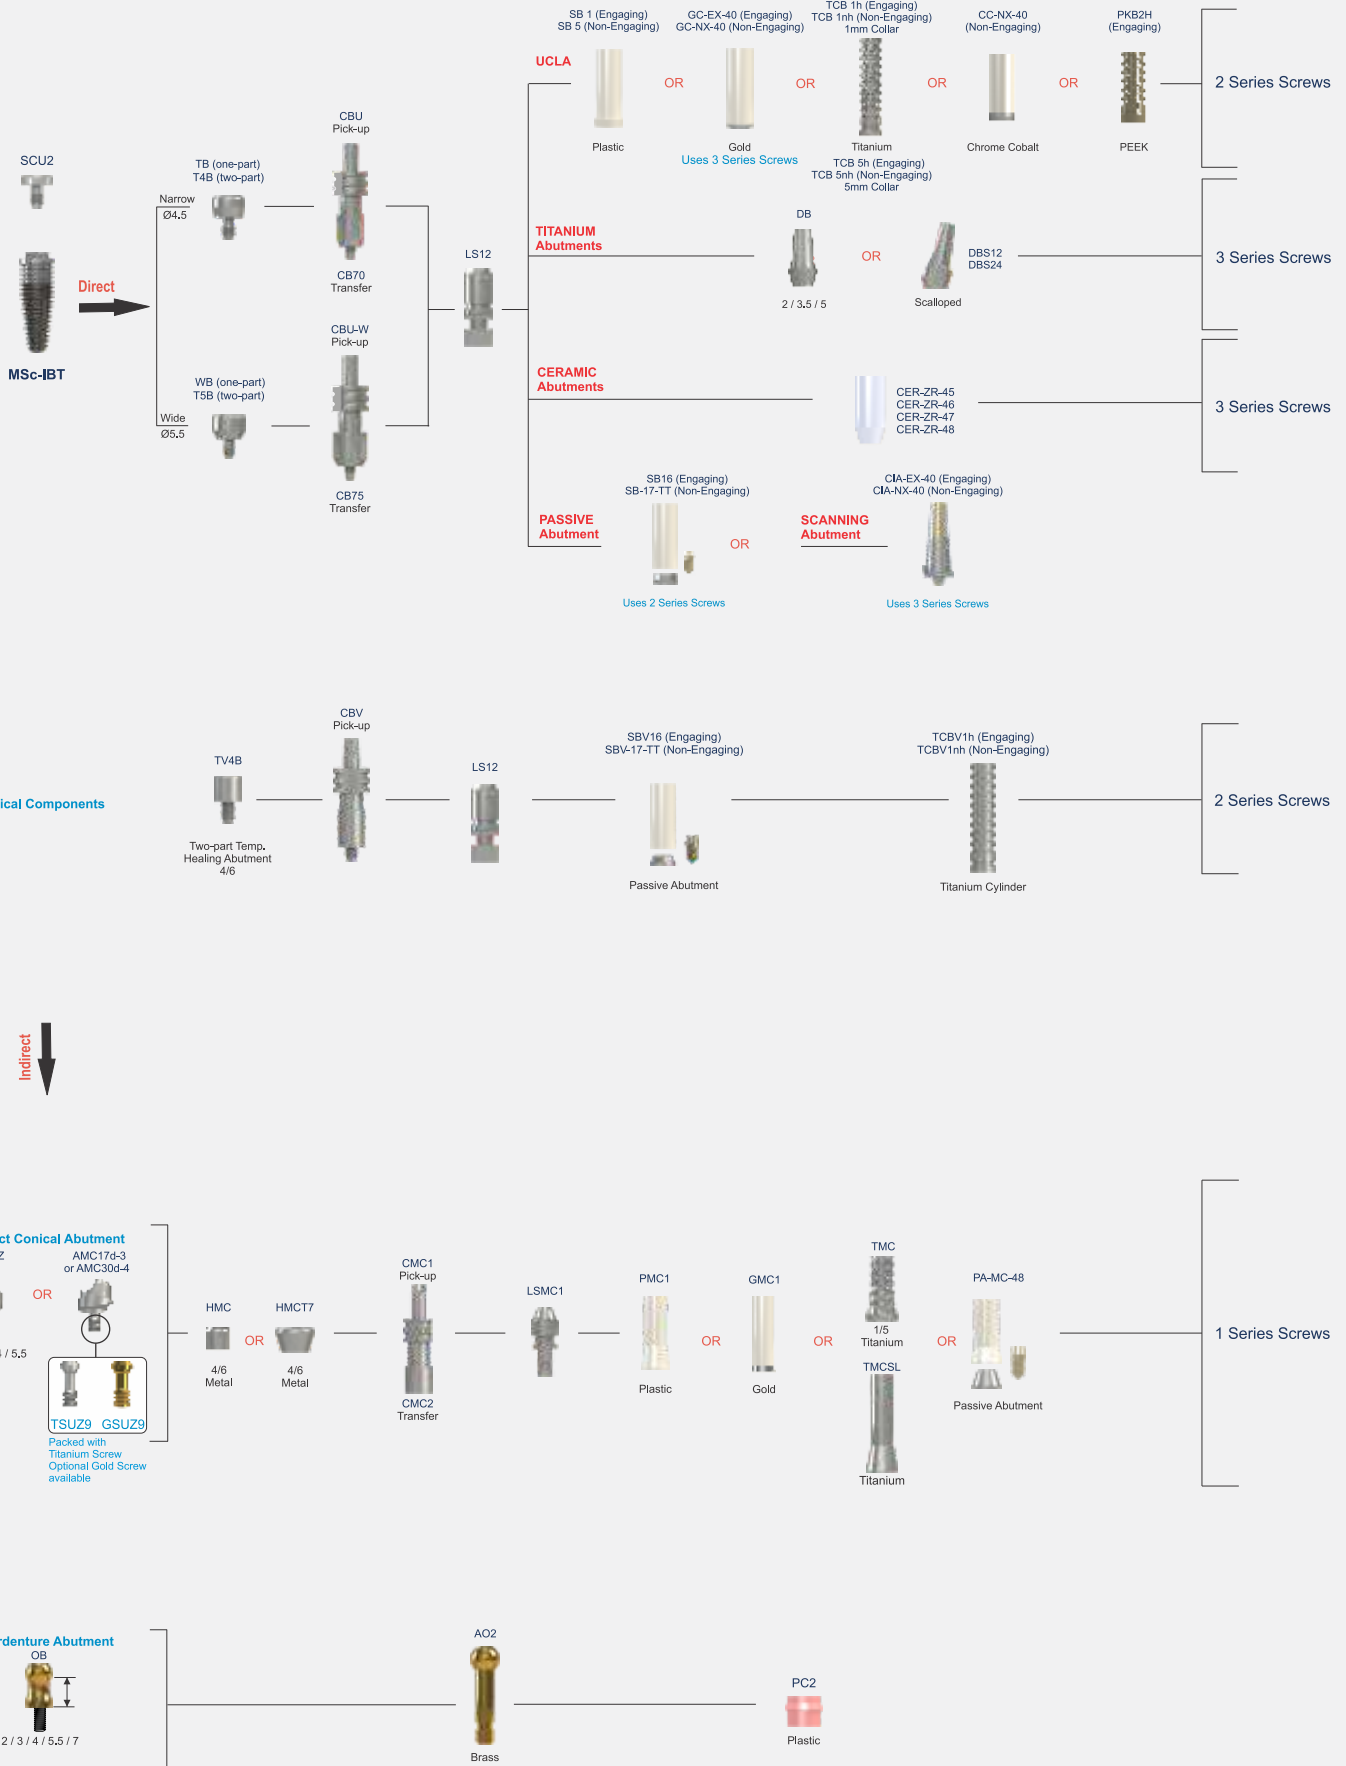 SB 1 (Engaging)
SB 5 (Non-Engaging)
GC-EX-40 (Engaging)
GC-NX-40 (Non-Engaging)
TCB 1h (Engaging)
TCB 1nh (Non-Engaging)
1mm Collar
CC-NX-40
(Non-Engaging)
PKB2H
(Engaging)
UCLA
OR
OR
OR
OR
2 Series Screws
Plastic
Gold
Uses 3 Series Screws
Titanium
Chrome Cobalt
PEEK
TCB 5h (Engaging)
TCB 5nh (Non-Engaging)
5mm Collar
SCU2
TB (one-part)
T4B (two-part)
CBU
Pick-up
Narrow
Ø4.5
CB70
Transfer
Direct
MSc-IBT
WB (one-part)
T5B (two-part)
CBU-W
Pick-up
Wide
Ø5.5
CB75
Transfer
LS12
TITANIUM
Abutments
DB
2 / 3.5 / 5
OR
DBS12
DBS24
Scalloped
3 Series Screws
CERAMIC
Abutments
CER-ZR-45
CER-ZR-46
CER-ZR-47
CER-ZR-48
3 Series Screws
SB16 (Engaging)
SB-17-TT (Non-Engaging)
PASSIVE
Abutment
OR
Uses 2 Series Screws
SCANNING
Abutment
CIA-EX-40 (Engaging)
CIA-NX-40 (Non-Engaging)
Uses 3 Series Screws
ical Components
TV4B
Two-part Temp.
Healing Abutment
4/6
CBV
Pick-up
LS12
SBV16 (Engaging)
SBV-17-TT (Non-Engaging)
Passive Abutment
TCBV1h (Engaging)
TCBV1nh (Non-Engaging)
Titanium Cylinder
2 Series Screws
Indirect
ct Conical Abutment
Z
AMC17d-3
or AMC30d-4
OR
/ 5.5
TSUZ9 GSUZ9
Packed with
Titanium Screw
Optional Gold Screw
available
HMC
4/6
Metal
OR
HMCT7
4/6
Metal
CMC1
Pick-up
CMC2
Transfer
LSMC1
PMC1
Plastic
OR
GMC1
Gold
OR
TMC
1/5
Titanium
TMCSL
Titanium
OR
PA-MC-48
Passive Abutment
1 Series Screws
rdenture Abutment
OB
2 / 3 / 4 / 5.5 / 7
AO2
Brass
PC2
Plastic